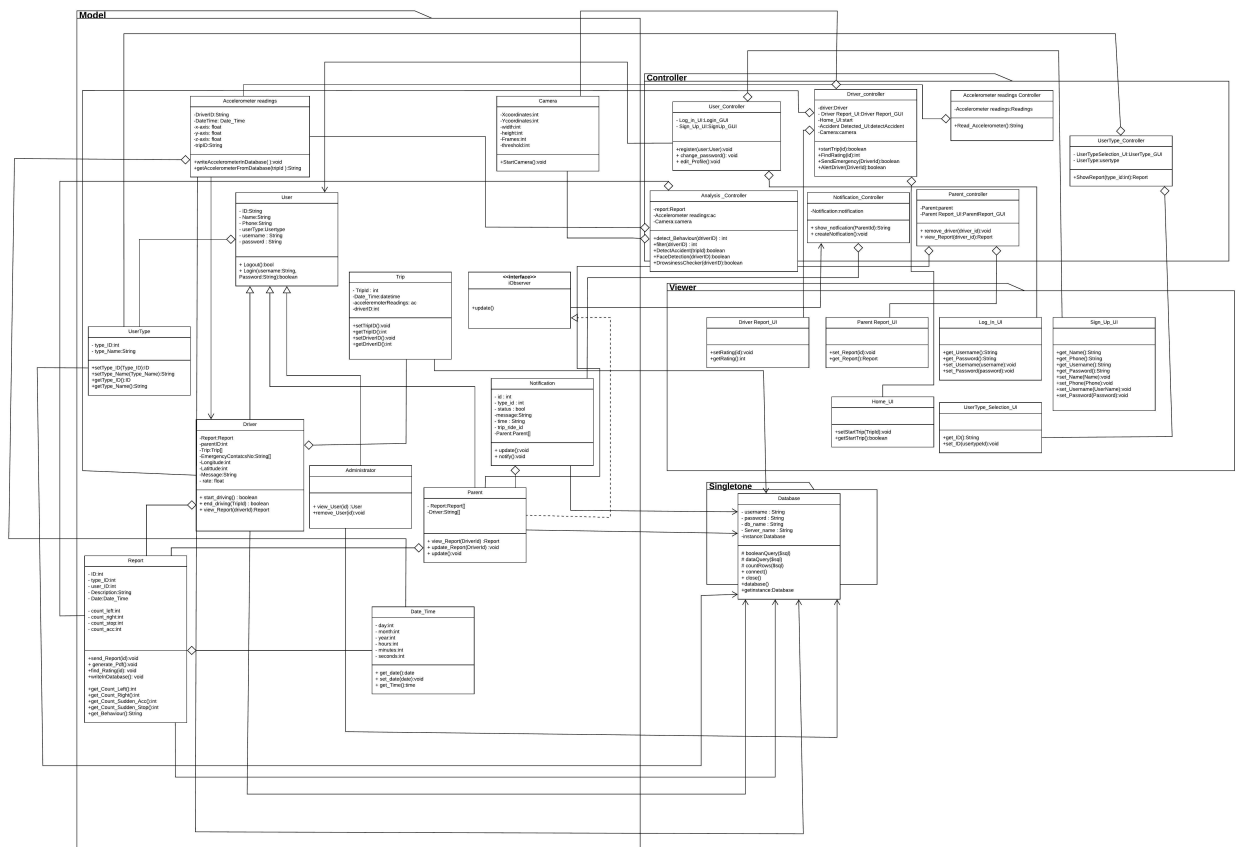 Model
Controller
Accelerometer readings
-DriverID:String
-DateTime: Date_Time
-x-axis: float
-y-axis: float
-z-axis: float
-tripID:String
+writeAccelerometerInDatabase( ):void
+getAccelerometerFromDatabase(tripId ):String
Camera
-Xcoordinates:int
-Ycoordinates:int
-width:int
-height:int
-Frames:int
-threshold:int
+StartCamera():void
User_Controller
- Log_in_UI:Login_GUI
- Sign_Up_UI:SignUp_GUI
+register(user:User):void
+ change_password(): void
+ edit_Profile():void
Driver_controller
-driver:Driver
- Driver Report_UI:Driver Report_GUI
-Home_UI:start
-Accident Detected_UI:detectAccident
-Camera:camera
+startTrip(id):boolean
+FindRating(id):int
+SendEmergency(DriverId):boolean
+AlertDriver(DriverId):boolean
Accelerometer readings Controller
-Accelerometer readings:Readings
+Read_Accelerometer():String
UserType_Controller
- UserTypeSelection_UI:UserType_GUI
- UserType:usertype
+ShowReport(type_id:int):Report
User
- ID:String
- Name:String
- Phone:String
- userType:Usertype
- username : String
- password : String
+ Logout():bool
+ Login(username:String,
Password:String):boolean
Analysis _Controller
-report:Report
-Accelerometer readings:ac
-Camera:camera
+detect_Behaviour(driverID) : int
+filter(driverID) : int
+DetectAccident(tripId):boolean
+FaceDetection(driverID):boolean
+DrowsinessChecker(driverID):boolean
Notification_Controller
-Notification:notification
+ show_notification(ParentId):String
+ createNotification():void
Parent_controller
-Parent:parent
-Parent Report_UI:ParentReport_GUI
+ remove_driver(driver_id):void
+ view_Report(driver_id):Report
Trip
- TripId : int
-Date_Time:datetime
-acceleremoterReadings: ac
-driverID:int
+setTripID():void
+getTripID():int
+setDriverID():void
+getDriverID():int
<<Interface>>
IObserver
+update()
Viewer
UserType
- type_ID:int
- type_Name:String
+setType_ID(Type_ID):ID
+setType_Name(Type_Name):String
+getType_ID():ID
+getType_Name():String
Driver Report_UI
+setRating(id):void
+getRating():int
Parent Report_UI
+set_Report(id):void
+get_Report():Report
Log_In_UI
+get_Username():String
+get_Password():String
+set_Username(username):void
+set_Password(password):void
Sign_Up_UI
+get_Name():String
+get_Phone():String
+get_Username():String
+get_Password():String
+set_Name(Name):void
+set_Phone(Phone):void
+set_Username(UserName):void
+set_Password(Password):void
Home_UI
+setStartTrip(TripId):void
+getStartTrip():boolean
UserType_Selection_UI
+get_ID():String
+set_ID(usertypeId):void
Notification
- id : int
- type_id : int
- status : bool
-message:String
- time : String
- trip_ride_id
-Parent:Parent[]
+ update():void
+ notify():void
Driver
-Report:Report
-parentID:int
-Trip:Trip[]
-EmergencyContatcsNo:String[]
-Longitude:int
-Latitude:int
-Message:String
- rate: float
+ start_driving() : boolean
+ end_driving(TripId) : boolean
+ view_Report(driverId):Report
Administrator
+ view_User(id) :User
+remove_User(id):void
Parent
- Report:Report[]
-Driver:String[]
+ view_Report(DriverId) :Report
+ update_Report(DriverId) :void
+ update():void
Singletone
Database
- username : String
- password : String
- db_name : String
- Server_name : String
-instance:Database
# booleanQuery($sql)
# dataQuery($sql)
# countRows($sql)
+ connect()
+ close()
+database()
+getinstance:Database
Report
- ID:int
- type_ID:int
- user_ID:int
- Description:String
- Date:Date_Time
- count_left:int
- count_right:int
- count_stop:int
- count_acc:int
+send_Report(id):void
+ generate_Pdf():void
+find_Rating(id): void
+writeInDatabase(): void
+get_Count_Left():int
+get_Count_Right():int
+get_Count_Sudden_Acc():int
+get_Count_Sudden_Stop():int
+get_Behaviour():String
Date_Time
- day:int
- month:int
- year:int
- hours:int
- minutes:int
- seconds:int
+ get_date():date
+ set_date(date):void
+ get_Time():time